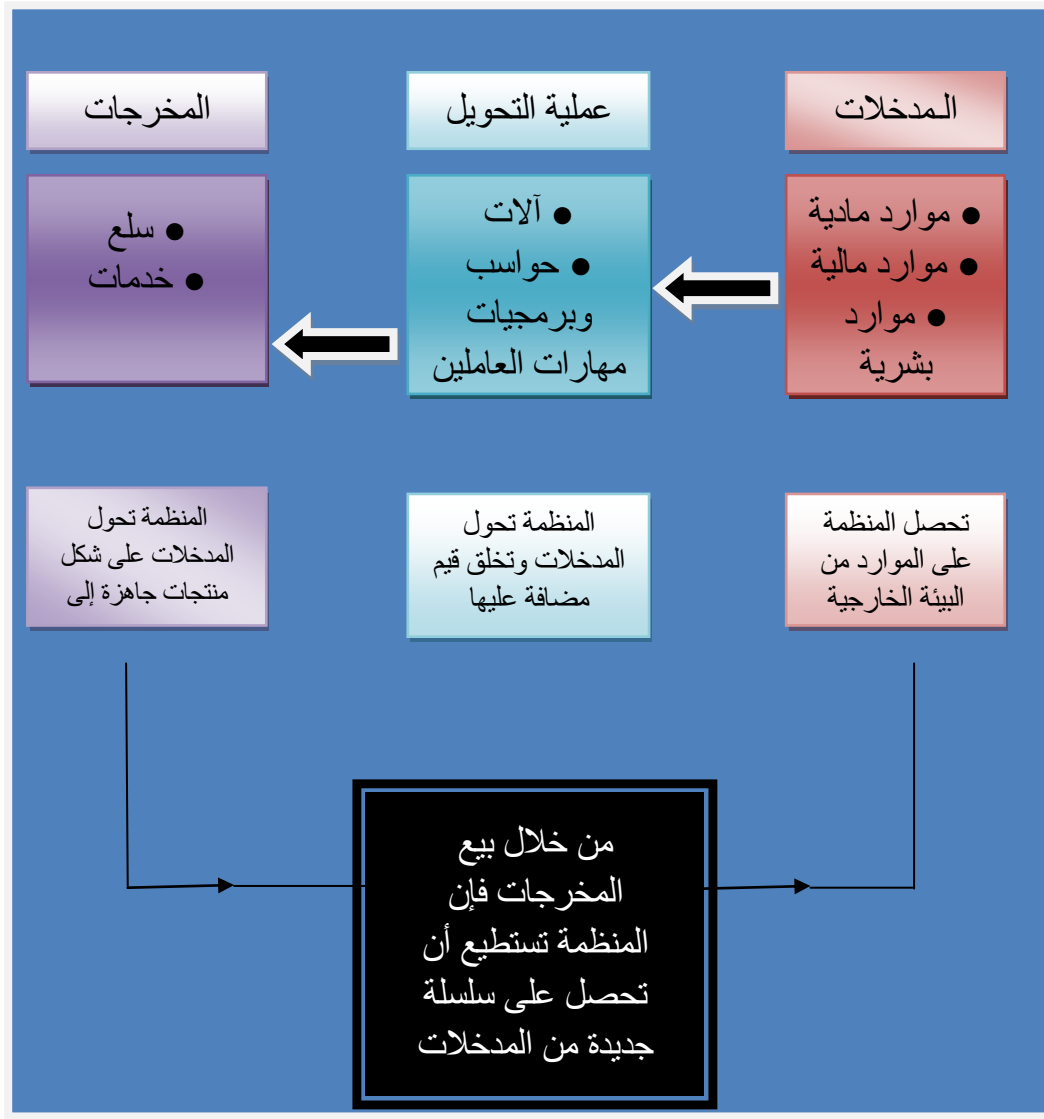 الـمدخلات
عملية التحويل
المخرجات
● موارد مادية
● موارد مالية
● موارد
بشرية
● آلات
● حواسب
وبرمجيات
مهارات العاملين
● سلع
● خدمات
تحصل المنظمة
على الموارد من
البيئة الخارجية
المنظمة تحول
المدخلات وتخلق قيم
مضافة عليها
المنظمة تحول
المدخلات على شكل
منتجات جاهزة إلى
من خلال بيع
المخرجات فإن
المنظمة تستطيع أن
تحصل على سلسلة
جديدة من المدخلات